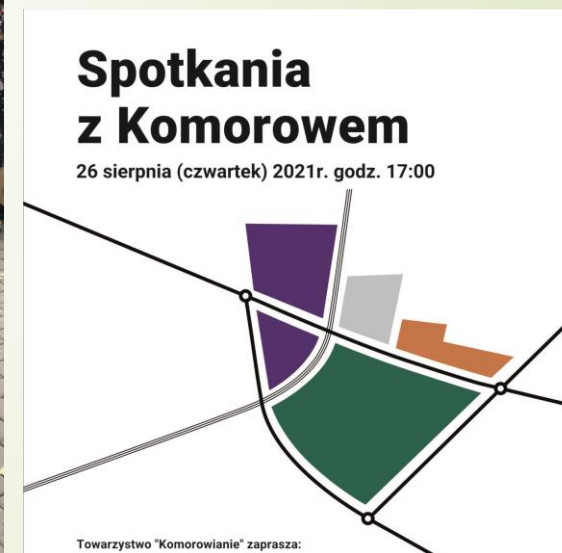 Spotkania
z Komorowem
26 sierpnia (czwartek) 2021r. godz. 17:00
Towarzystwo "Komorowianie" zaprasza: